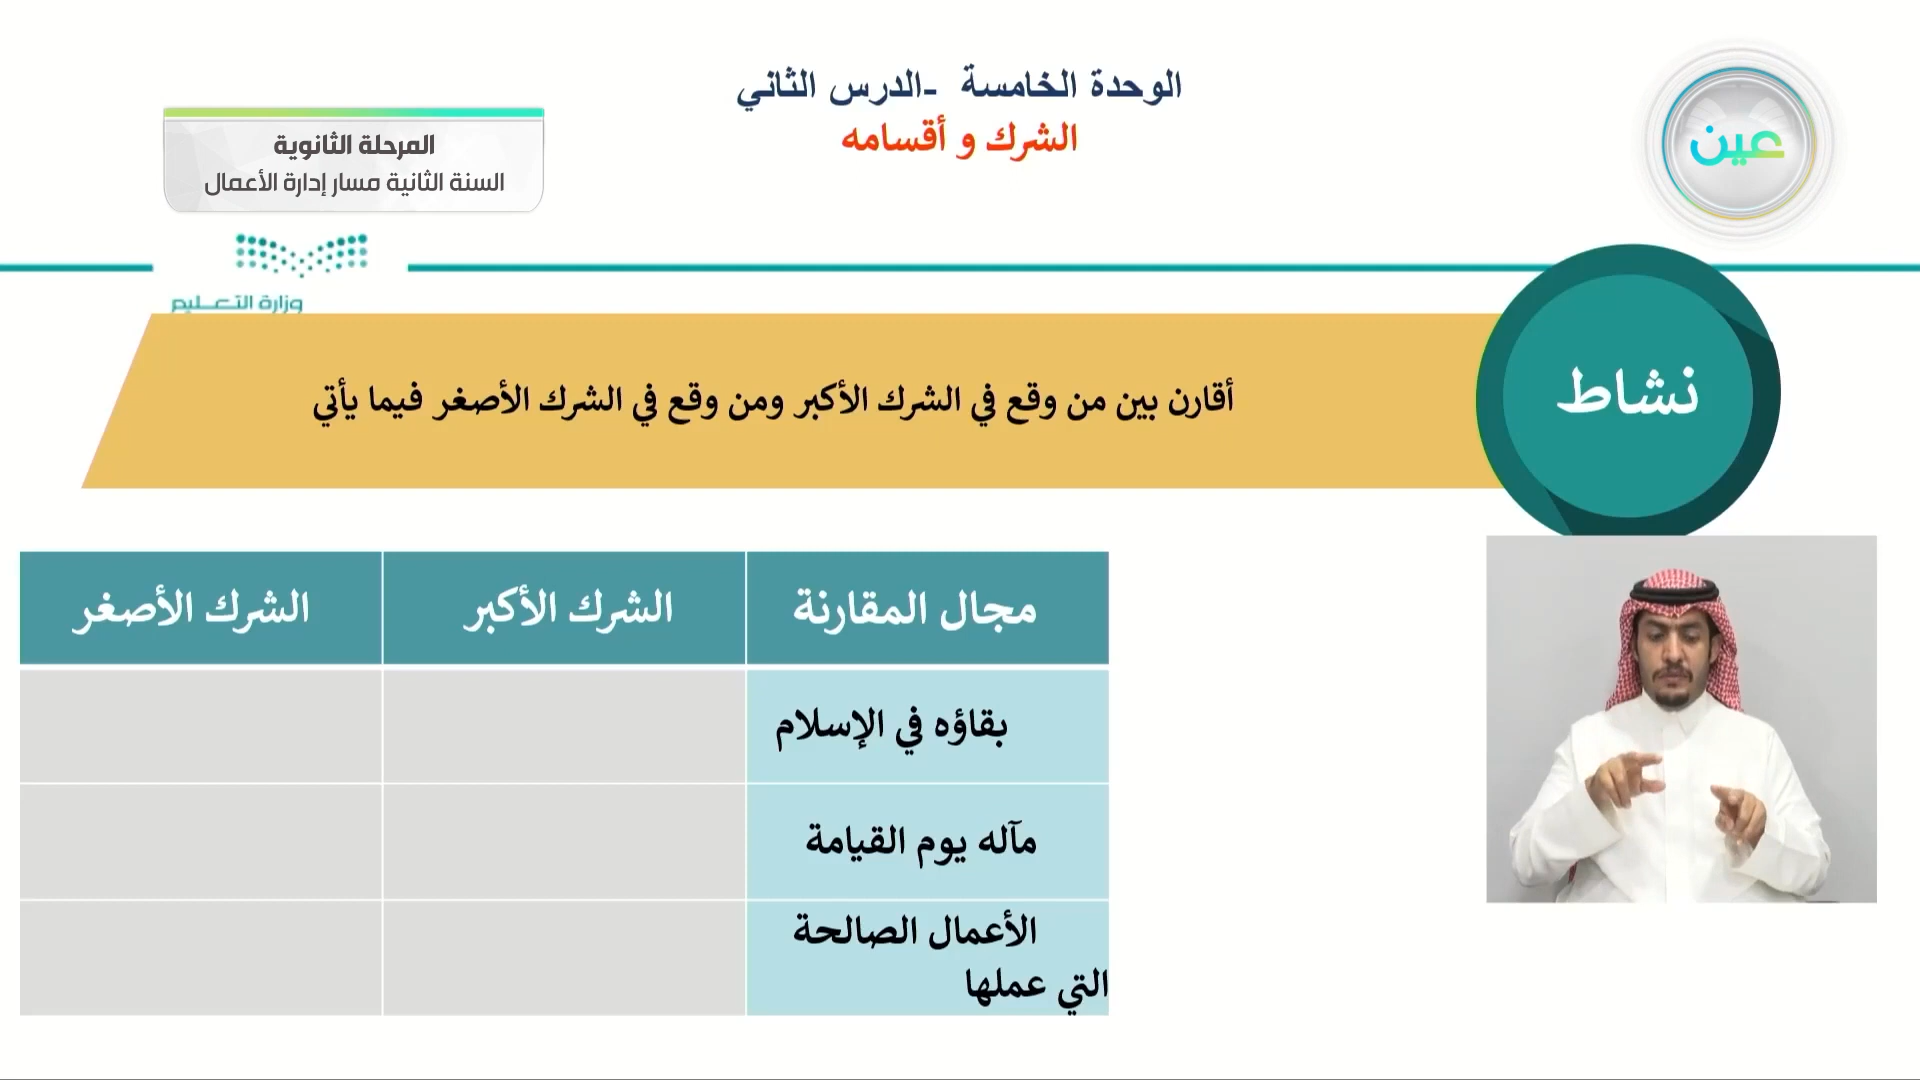 الوحدة الخامسة -الدرس الثاني
الشرك و أقسامه
عين
المرحلة الثانوية
السنة الثانية مسار إدارة الأعمال
وزارة التعليم
نشاط
أقارن بين من وقع في الشرك الأكبر ومن وقع في الشرك الأصغر فيما يأتي
مجال المقارنة
الشرك الأكبر
الشرك الأصغر
بقاؤه في الإسلام
مآله يوم القيامة
الأعمال الصالحة
التي عملها